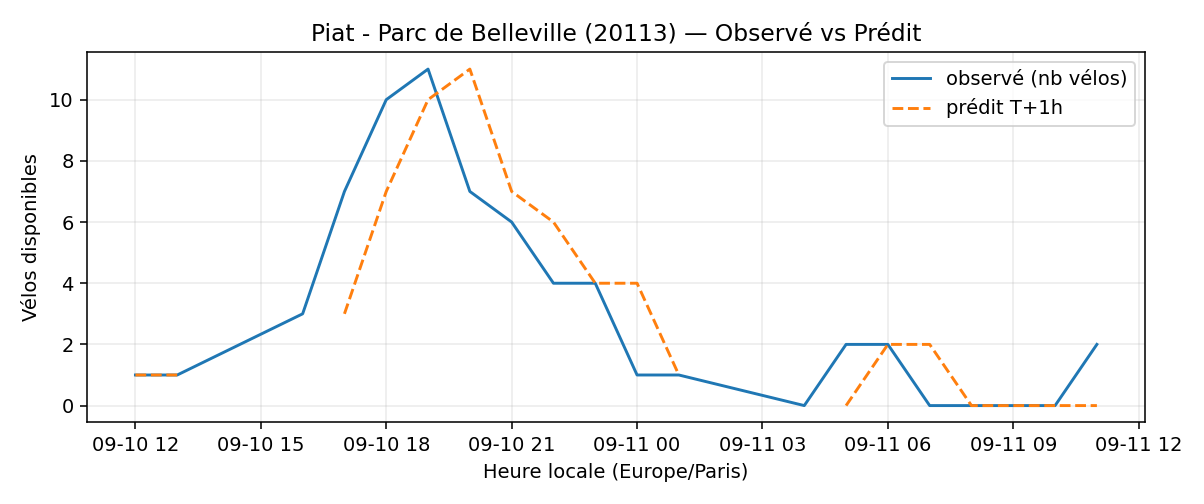 Piat - Parc de Belleville (20113) — Observé vs Prédit
observé (nb vélos)
prédit T+1h
Vélos disponibles
10
8
6
4
2
0
09-10 12 09-10 15 09-10 18 09-10 21 09-11 00 09-11 03 09-11 06 09-11 09 09-11 12
Heure locale (Europe/Paris)